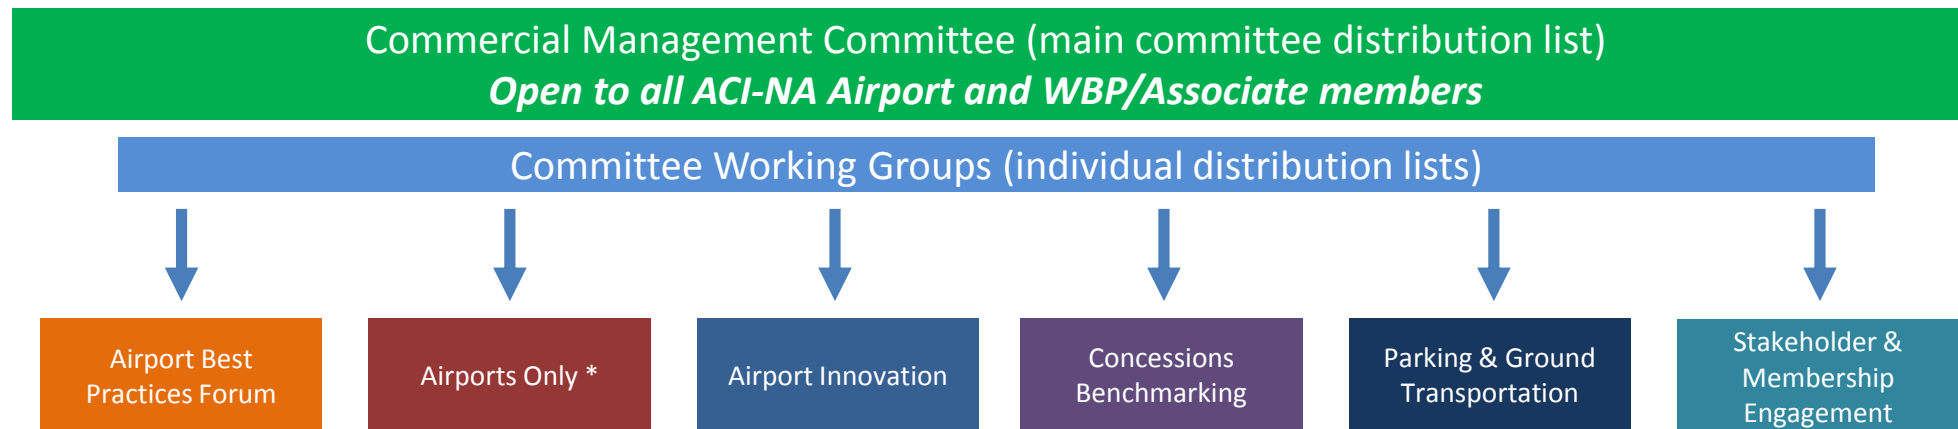 Commercial Management Committee (main committee distribution list)
Open to all ACI-NA Airport and WBP/Associate members
Committee Working Groups (individual distribution lists)
Airport Best
Practices Forum
Airports Only *
Airport Innovation
Concessions
Benchmarking
Parking & Ground
Transportation
Stakeholder &
Membership
Engagement